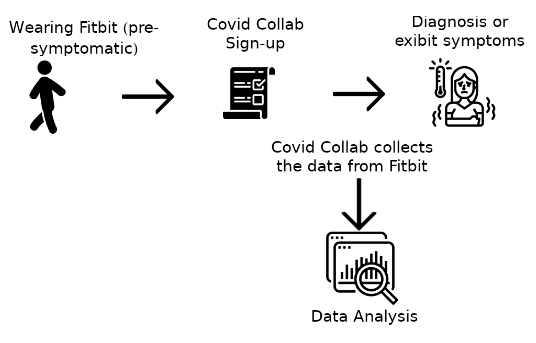 Wearing Fitbit (pre-
symptomatic)
Covid Collab
Sign-up
Diagnosis or
exibit symptoms
Covid Collab collects
the data from Fitbit
Data Analysis